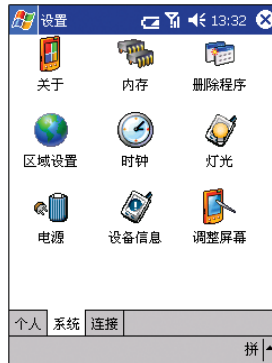 设置 13:32
关于 内存 删除程序
区域设置 时钟 灯光
电源 设备信息 调整屏幕
个人 系统 连接
拼